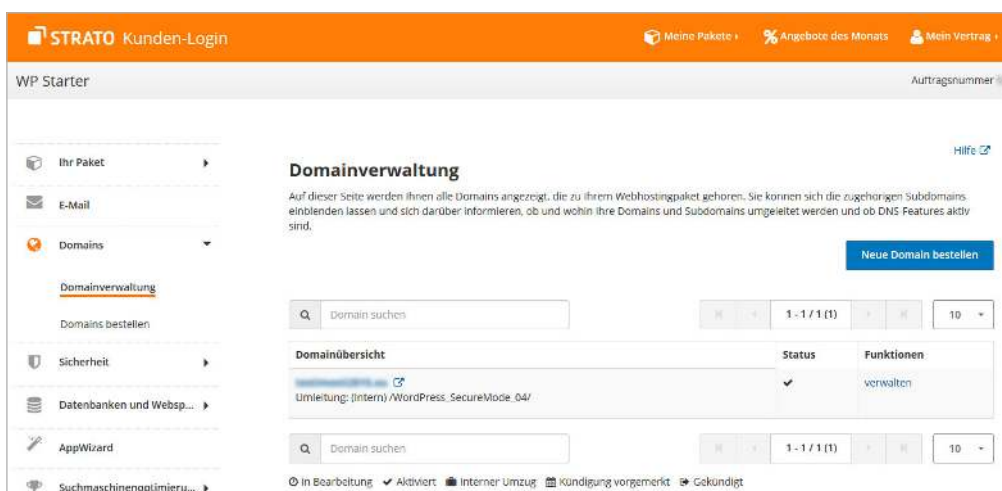 STRATO Kunden-Login
Meine Pakete
Angebote des Monats
Mein Vertrag
WP Starter
Auftragsnummer
Hilfe
Ihr Paket
E-Mail
Domains
Domainverwaltung
Domains bestellen
Sicherheit
Datenbanken und Websp...
AppWizard
Suchmaschinenoptimieru...
Domainverwaltung
Auf dieser Seite werden Ihnen alle Domains angezeigt, die zu Ihrem Webhostingpaket gehören. Sie können sich die zugehörigen Subdomains
einblenden lassen und sich darüber informieren, ob und wohin Ihre Domains und Subdomains umgeleitet werden und ob DNS Features aktiv
sind.
Neue Domain bestellen
Domain suchen
1 - 1 / 1 (1)
10
Domainübersicht Status Funktionen
verwalten
Umleitung: (Intern) /WordPress_SecureMode_04/
Domain suchen
1 - 1 / 1 (1)
10
In Bearbeitung Aktiviert Interner Umzug Kündigung vorgemerkt Gekündigt